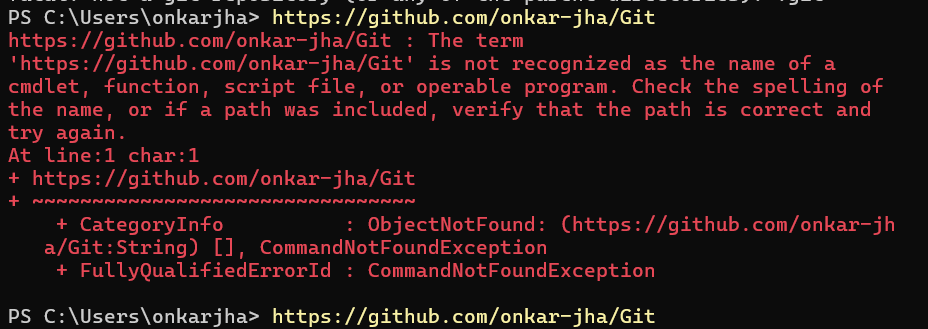 PS C:\Users\onkarjha> https://github.com/onkar-jha/Git
https://github.com/onkar-jha/Git : The term
'https://github.com/onkar-jha/Git' is not recognized as the name of a
cmdlet, function, script file, or operable program. Check the spelling of
the name, or if a path was included, verify that the path is correct and
try again.
At line:1 char:1
+ https://github.com/onkar-jha/Git
+ ~~~~~~~~~~~~~~~~~~~~~~~~~~~~~~~~
    + CategoryInfo          : ObjectNotFound: (https://github.com/onkar-jh
   a/Git:String) [], CommandNotFoundException
    + FullyQualifiedErrorId : CommandNotFoundException

PS C:\Users\onkarjha> https://github.com/onkar-jha/Git